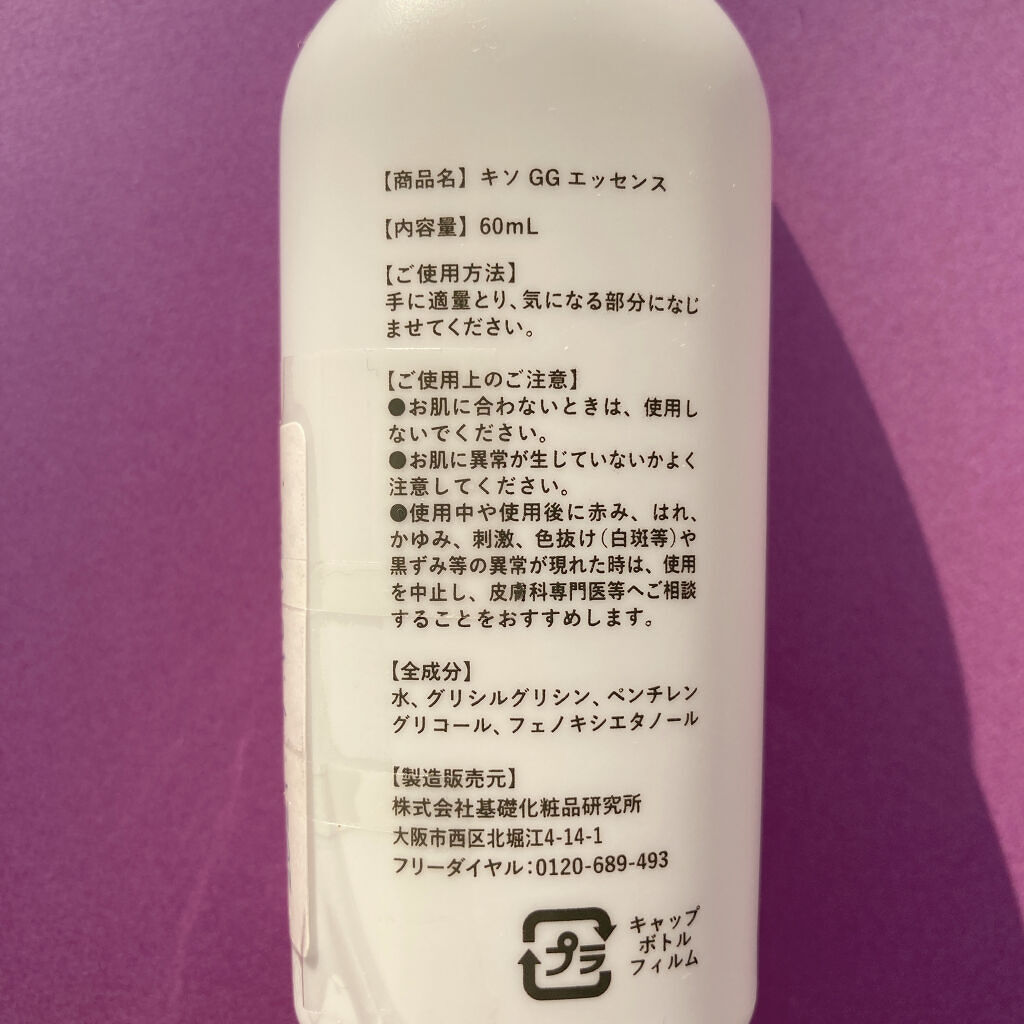 【商品名】キソ GG エッセンス
【内容量】60mL
【ご使用方法】
手に適量とり、気になる部分になじ
ませてください。
【ご使用上のご注意】
●お肌に合わないときは、使用し
ないでください。
●お肌に異常が生じていないかよく
注意してください。
●使用中や使用後に赤み、はれ、
かゆみ、刺激、色抜け(白斑等)や
黒ずみ等の異常が現れた時は、使用
を中止し、皮膚科専門医等へご相談
することをおすすめします。
【全成分】
水、グリシルグリシン、ペンチレン
グリコール、フェノキシエタノール
【製造販売元】
株式会社基礎化粧品研究所
大阪市西区北堀江4-14-1
フリーダイヤル:0120-689-493
プラ
キャップ
ボトル
フィルム